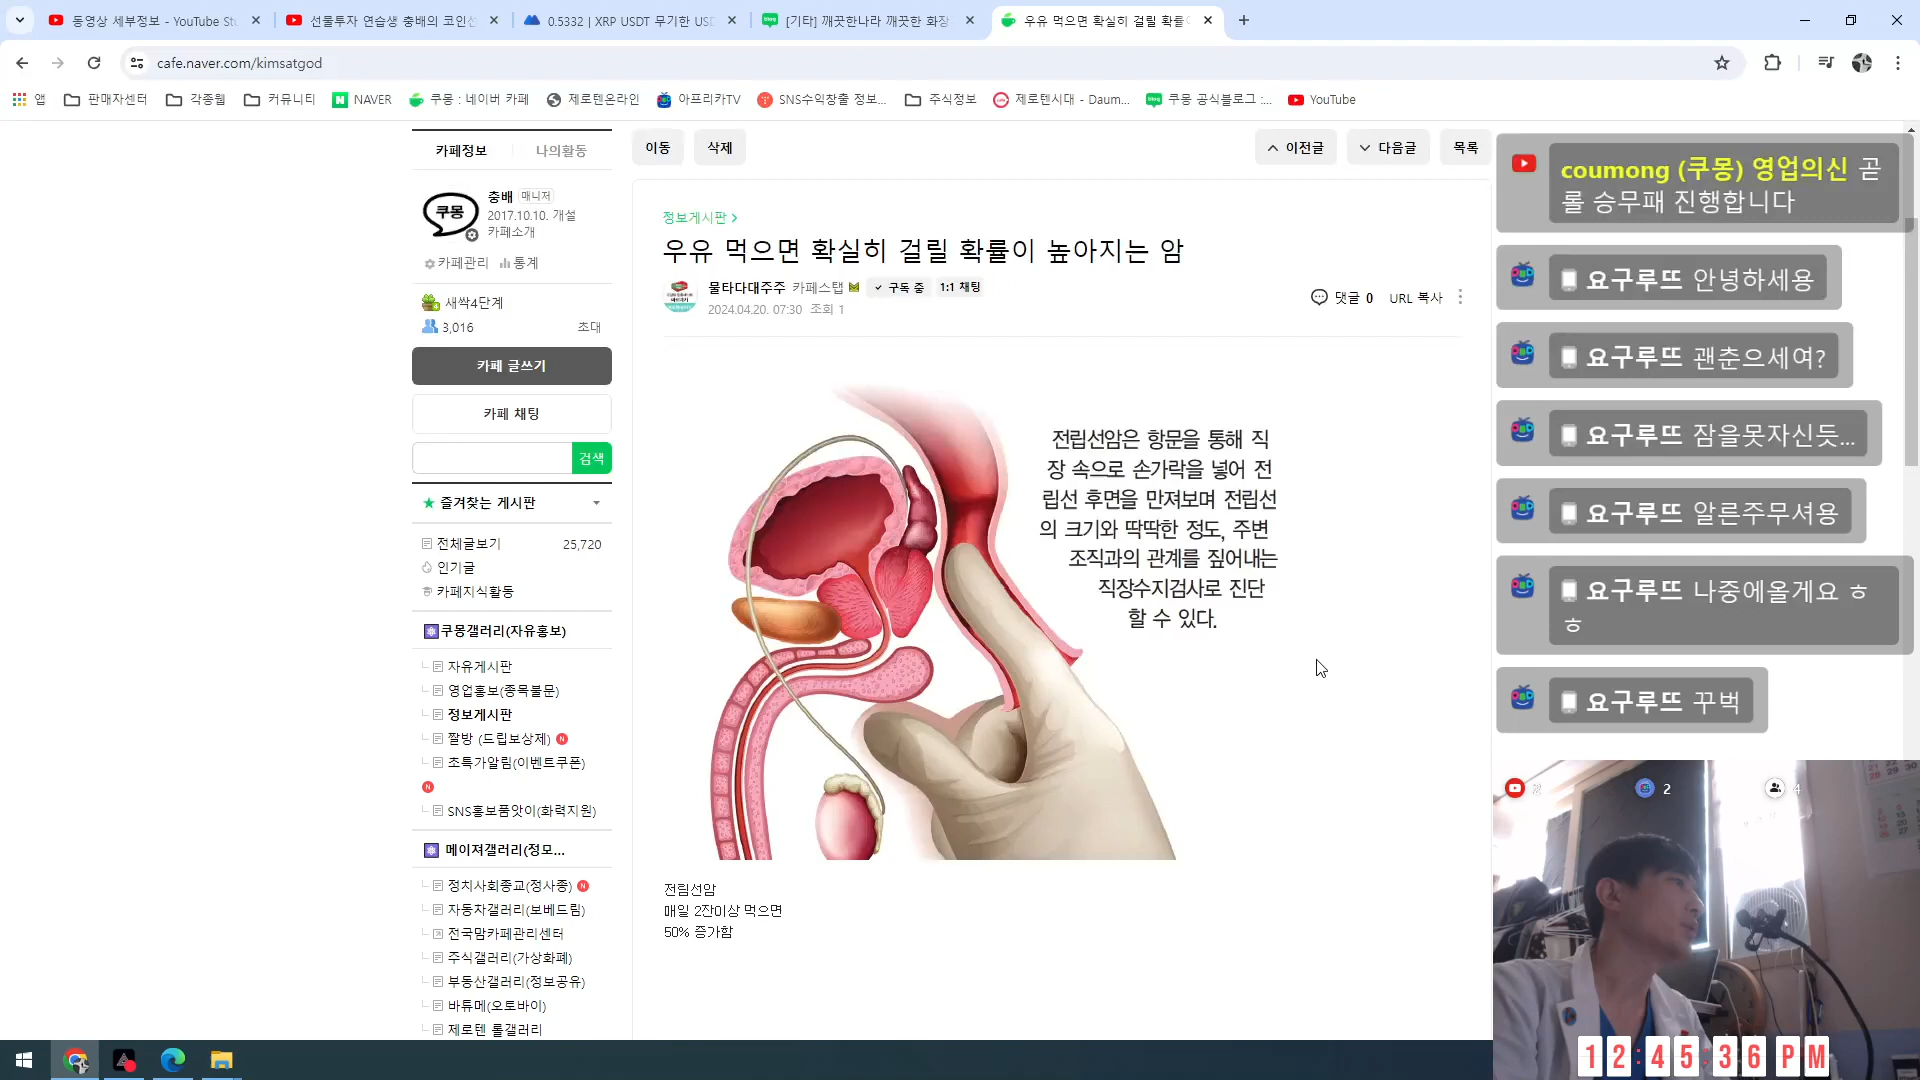 동영상 세부정보 - YouTube St
선물투자 연습생 충배의 코인선
0.5332 | XRP USDT 무기한 USD
[기타] 깨끗한나라 깨끗한 화장
우유 먹으면 확실히 걸릴 확률이
cafe.naver.com/kimsatgod
앱
판매자센터
각종웹
커뮤니티
NAVER
쿠몽 : 네이버 카페
제로텐온라인
아프리카TV
SNS수익창출 정보...
주식정보
제로텐시대 - Daum...
쿠몽 공식블로그 :...
YouTube
카페정보
나의활동
쿠몽
충배 매니저
2017.10.10. 개설
카페소개
카페관리
통계
새싹4단계
3,016
초대
카페 글쓰기
카페 채팅
검색
즐겨찾는 게시판
전체글보기
25,720
인기글
카페지식활동
쿠몽갤러리(자유홍보)
자유게시판
영업홍보(종목불문)
정보게시판
짤방 (드립보상제) N
초특가알림(이벤트쿠폰)
N
SNS홍보품앗이(화력지원)
메이져갤러리(정모...
정치사회종교(정사종) N
자동차갤러리(보베드림)
전국맘카페관리센터
주식갤러리(가상화폐)
부동산갤러리(정보공유)
바튜메(오토바이)
제로텐 롤갤러리
이동
삭제
이전글
다음글
목록
정보게시판
우유 먹으면 확실히 걸릴 확률이 높아지는 암
물타다대주주 카페스탭
구독 중
1:1 채팅
2024.04.20. 07:30 조회 1
댓글 0
URL 복사
전립선암은 항문을 통해 직
장 속으로 손가락을 넣어 전
립선 후면을 만져보며 전립선
의 크기와 딱딱한 정도, 주변
조직과의 관계를 짚어내는
직장수지검사로 진단
할 수 있다.
전립선암
매일 2잔이상 먹으면
50% 증가함
coumong (쿠몽) 영업의신 곧
롤 승무패 진행합니다
요구루뜨 안녕하세용
요구루뜨 괜춘으세여?
요구루뜨 잠을못자신듯...
요구루뜨 알른주무셔용
요구루뜨 나중에올게요 ㅎ
ㅎ
요구루뜨 꾸벅
2
2
4
12:45:36 PM